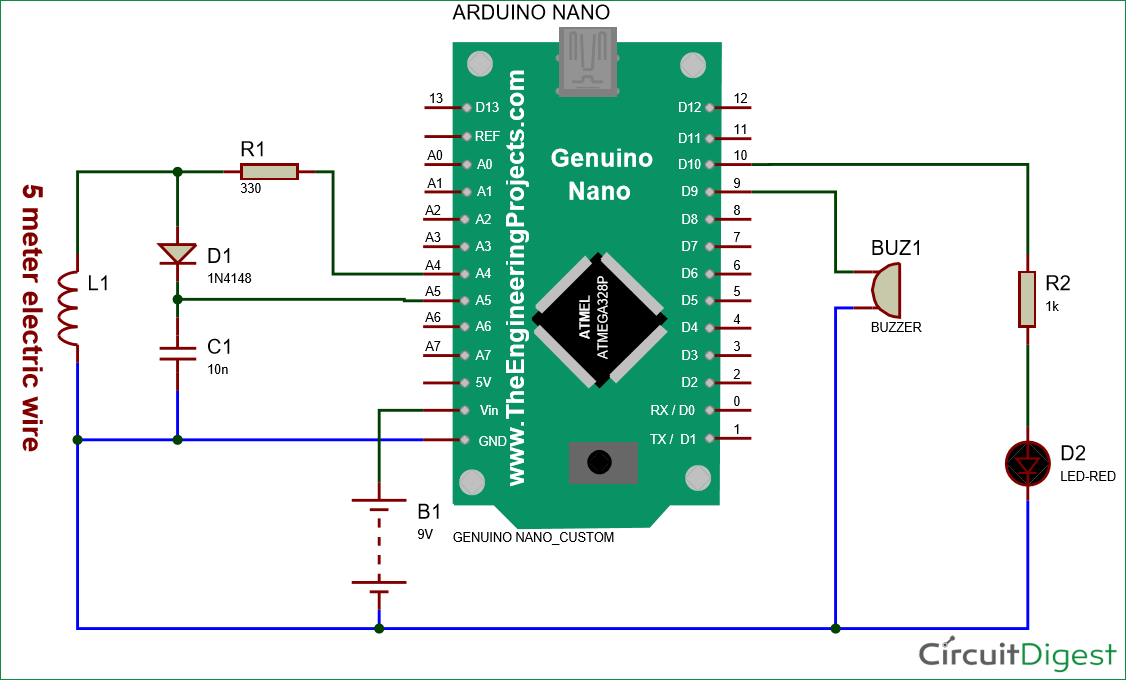 ARDUINO NANO
13
D13
D12
12
REF
D11
11
A0
A0
D10
10
A1
A1
D9
9
A2
A2
D8
8
A3
A3
D7
7
A4
A4
D6
6
A5
A5
D5
5
A6
A6
D4
4
A7
A7
D3
3
5V
D2
2
Vin
RX / D0
0
GND
TX / D1
1
www.TheEngineeringProjects.com
Genuino
Nano
ATMEL
ATMEGA328P
GENUINO NANO_CUSTOM
R1
330
5 meter electric wire
L1
D1
1N4148
C1
10n
B1
9V
BUZ1
BUZZER
R2
1k
D2
LED-RED
CircuitDigest